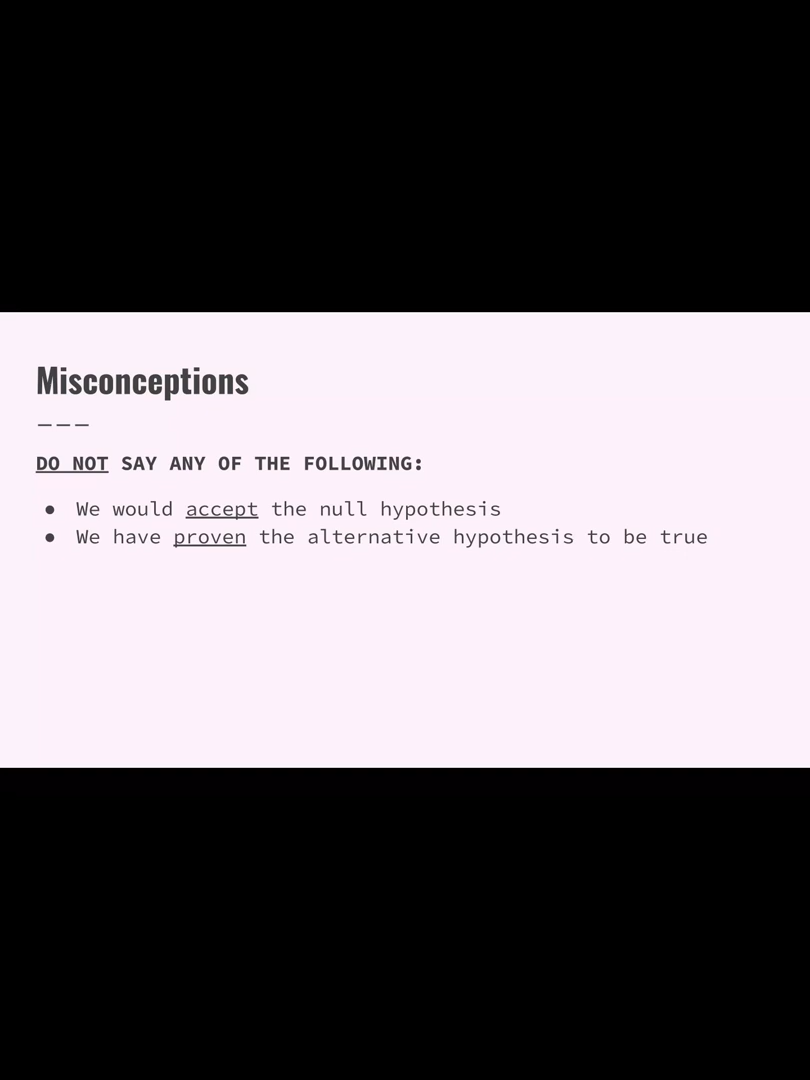 Misconceptions
———
DO NOT SAY ANY OF THE FOLLOWING:
● We would accept the null hypothesis
● We have proven the alternative hypothesis to be true